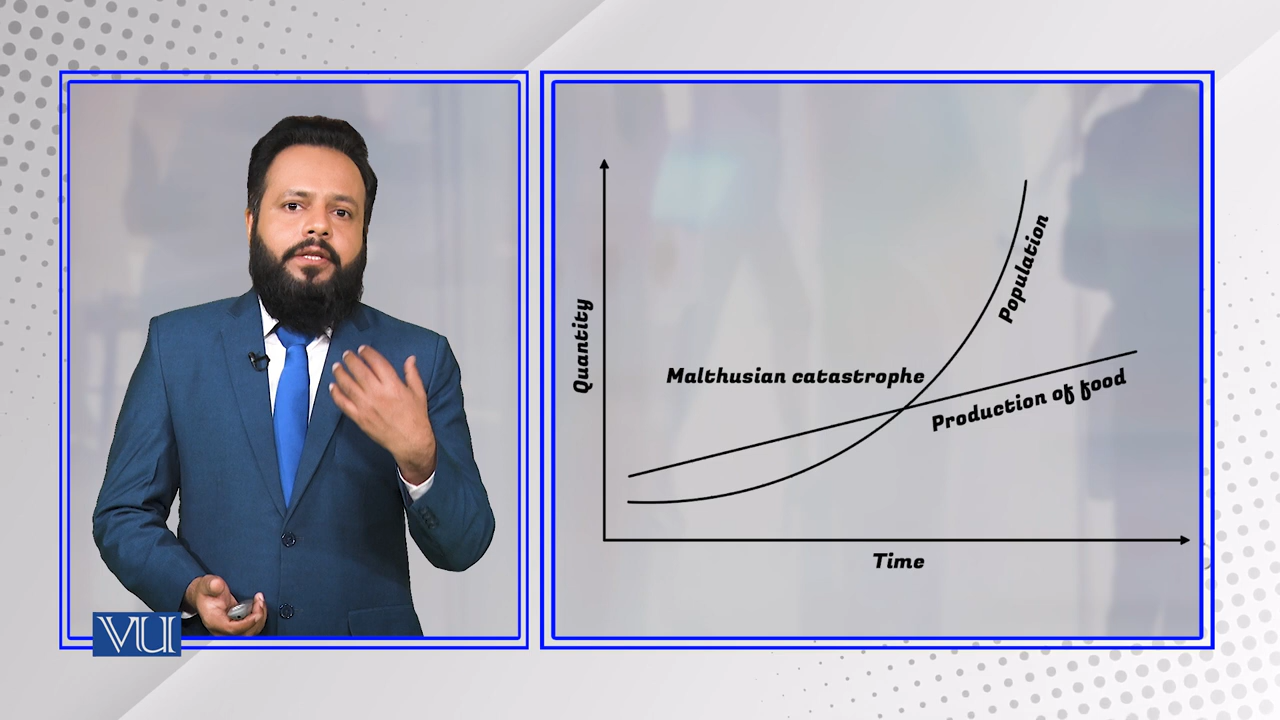 VU
Quantity
Population
Malthusian catastrophe
Production of food
Time